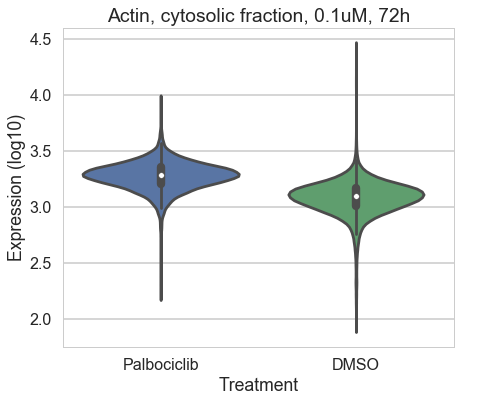 Actin, cytosolic fraction, 0.1uM, 72h
4.5
4.0
3.5
3.0
2.5
2.0
Expression (log10)
Palbociclib
DMSO
Treatment